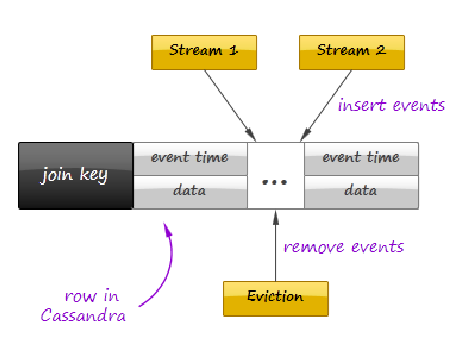 Stream 1
Stream 2
insert events
join key
event time
data
...
event time
data
remove events
row in
Cassandra
Eviction